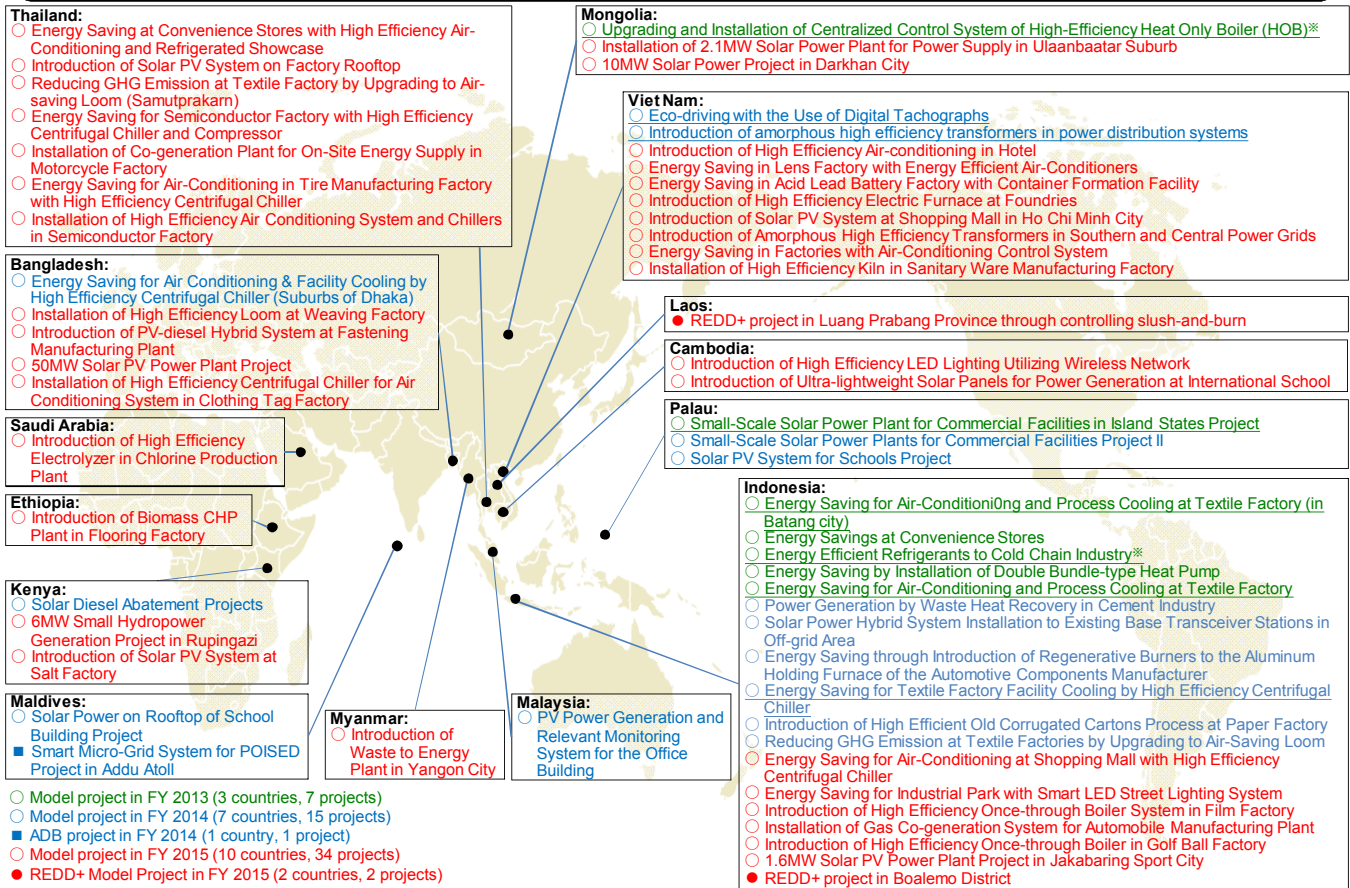 Thailand:
○ Energy Saving at Convenience Stores with High Efficiency Air-
Conditioning and Refrigerated Showcase
○ Introduction of Solar PV System on Factory Rooftop
○ Reducing GHG Emission at Textile Factory by Upgrading to Air-
saving Loom (Samutprakarn)
○ Energy Saving for Semiconductor Factory with High Efficiency
Centrifugal Chiller and Compressor
○ Installation of Co-generation Plant for On-Site Energy Supply in
Motorcycle Factory
○ Energy Saving for Air-Conditioning in Tire Manufacturing Factory
with High Efficiency Centrifugal Chiller
○ Installation of High Efficiency Air Conditioning System and Chillers
in Semiconductor Factory
Mongolia:
○ Upgrading and Installation of Centralized Control System of High-Efficiency Heat Only Boiler (HOB)※
○ Installation of 2.1MW Solar Power Plant for Power Supply in Ulaanbaatar Suburb
○ 10MW Solar Power Project in Darkhan City
Viet Nam:
○ Eco-driving with the Use of Digital Tachographs
○ Introduction of amorphous high efficiency transformers in power distribution systems
○ Introduction of High Efficiency Air-conditioning in Hotel
○ Energy Saving in Lens Factory with Energy Efficient Air-Conditioners
○ Energy Saving in Acid Lead Battery Factory with Container Formation Facility
○ Introduction of High Efficiency Electric Furnace at Foundries
○ Introduction of Solar PV System at Shopping Mall in Ho Chi Minh City
○ Introduction of Amorphous High Efficiency Transformers in Southern and Central Power Grids
○ Energy Saving in Factories with Air-Conditioning Control System
○ Installation of High Efficiency Kiln in Sanitary Ware Manufacturing Factory
Bangladesh:
○ Energy Saving for Air Conditioning & Facility Cooling by
High Efficiency Centrifugal Chiller (Suburbs of Dhaka)
○ Installation of High Efficiency Loom at Weaving Factory
○ Introduction of PV-diesel Hybrid System at Fastening
Manufacturing Plant
○ 50MW Solar PV Power Plant Project
○ Installation of High Efficiency Centrifugal Chiller for Air
Conditioning System in Clothing Tag Factory
Laos:
● REDD+ project in Luang Prabang Province through controlling slush-and-burn
Cambodia:
○ Introduction of High Efficiency LED Lighting Utilizing Wireless Network
○ Introduction of Ultra-lightweight Solar Panels for Power Generation at International School
Palau:
○ Small-Scale Solar Power Plant for Commercial Facilities in Island States Project
○ Small-Scale Solar Power Plants for Commercial Facilities Project II
○ Solar PV System for Schools Project
Saudi Arabia:
○ Introduction of High Efficiency
Electrolyzer in Chlorine Production
Plant
Ethiopia:
○ Introduction of Biomass CHP
Plant in Flooring Factory
Kenya:
○ Solar Diesel Abatement Projects
○ 6MW Small Hydropower
Generation Project in Rupingazi
○ Introduction of Solar PV System at
Salt Factory
Maldives:
○ Solar Power on Rooftop of School
Building Project
■ Smart Micro-Grid System for POISED
Project in Addu Atoll
Myanmar:
○ Introduction of
Waste to Energy
Plant in Yangon City
Malaysia:
○ PV Power Generation and
Relevant Monitoring
System for the Office
Building
Indonesia:
○ Energy Saving for Air-Conditioni0ng and Process Cooling at Textile Factory (in
Batang city)
○ Energy Savings at Convenience Stores
○ Energy Efficient Refrigerants to Cold Chain Industry※
○ Energy Saving by Installation of Double Bundle-type Heat Pump
○ Energy Saving for Air-Conditioning and Process Cooling at Textile Factory
○ Power Generation by Waste Heat Recovery in Cement Industry
○ Solar Power Hybrid System Installation to Existing Base Transceiver Stations in
Off-grid Area
○ Energy Saving through Introduction of Regenerative Burners to the Aluminum
Holding Furnace of the Automotive Components Manufacturer
○ Energy Saving for Textile Factory Facility Cooling by High Efficiency Centrifugal
Chiller
○ Introduction of High Efficient Old Corrugated Cartons Process at Paper Factory
○ Reducing GHG Emission at Textile Factories by Upgrading to Air-Saving Loom
○ Energy Saving for Air-Conditioning at Shopping Mall with High Efficiency
Centrifugal Chiller
○ Energy Saving for Industrial Park with Smart LED Street Lighting System
○ Introduction of High Efficiency Once-through Boiler System in Film Factory
○ Installation of Gas Co-generation System for Automobile Manufacturing Plant
○ Introduction of High Efficiency Once-through Boiler in Golf Ball Factory
○ 1.6MW Solar PV Power Plant Project in Jakabaring Sport City
● REDD+ project in Boalemo District
○ Model project in FY 2013 (3 countries, 7 projects)
○ Model project in FY 2014 (7 countries, 15 projects)
■ ADB project in FY 2014 (1 country, 1 project)
○ Model project in FY 2015 (10 countries, 34 projects)
● REDD+ Model Project in FY 2015 (2 countries, 2 projects)